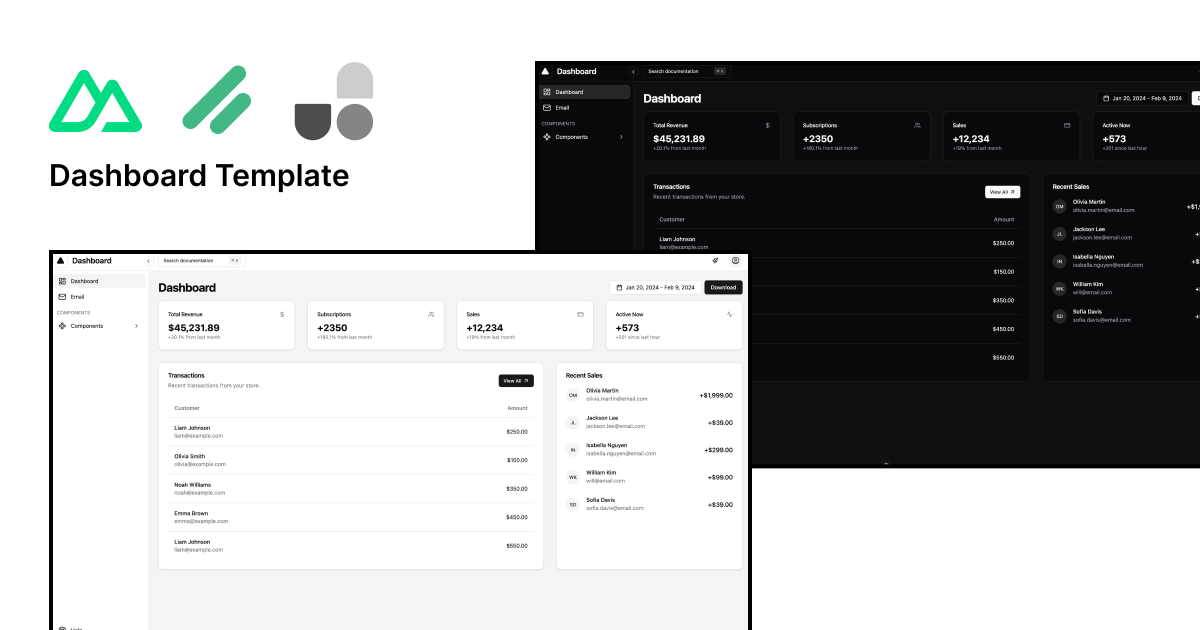 Dashboard Template
Dashboard
Search documentation ⌘ K
Dashboard
Email
COMPONENTS
Components
Dashboard
Jan 20, 2024 - Feb 9, 2024
Total Revenue $
$45,231.89
+20.1% from last month
Subscriptions
+2350
+180.1% from last month
Sales
+12,234
+19% from last month
Active Now
+573
+201 since last hour
Transactions
Recent transactions from your store.
View All
Customer Amount
Liam Johnson
liam@example.com
$250.00
$150.00
$350.00
$450.00
$550.00
Recent Sales
OM Olivia Martin
olivia.martin@email.com
+$1,
JL Jackson Lee
jackson.lee@email.com
IN Isabella Nguyen
isabella.nguyen@email.com
WK William Kim
will@email.com
SD Sofia Davis
sofia.davis@email.com
Dashboard
Search documentation ⌘ K
Dashboard
Email
COMPONENTS
Components
Dashboard
Jan 20, 2024 - Feb 9, 2024
Download
Total Revenue $
$45,231.89
+20.1% from last month
Subscriptions
+2350
+180.1% from last month
Sales
+12,234
+19% from last month
Active Now
+573
+201 since last hour
Transactions
Recent transactions from your store.
View All
Customer Amount
Liam Johnson
liam@example.com
$250.00
Olivia Smith
olivia@example.com
$150.00
Noah Williams
noah@example.com
$350.00
Emma Brown
emma@example.com
$450.00
Liam Johnson
liam@example.com
$550.00
Recent Sales
OM Olivia Martin
olivia.martin@email.com
+$1,999.00
JL Jackson Lee
jackson.lee@email.com
+$39.00
IN Isabella Nguyen
isabella.nguyen@email.com
+$299.00
WK William Kim
will@email.com
+$99.00
SD Sofia Davis
sofia.davis@email.com
+$39.00